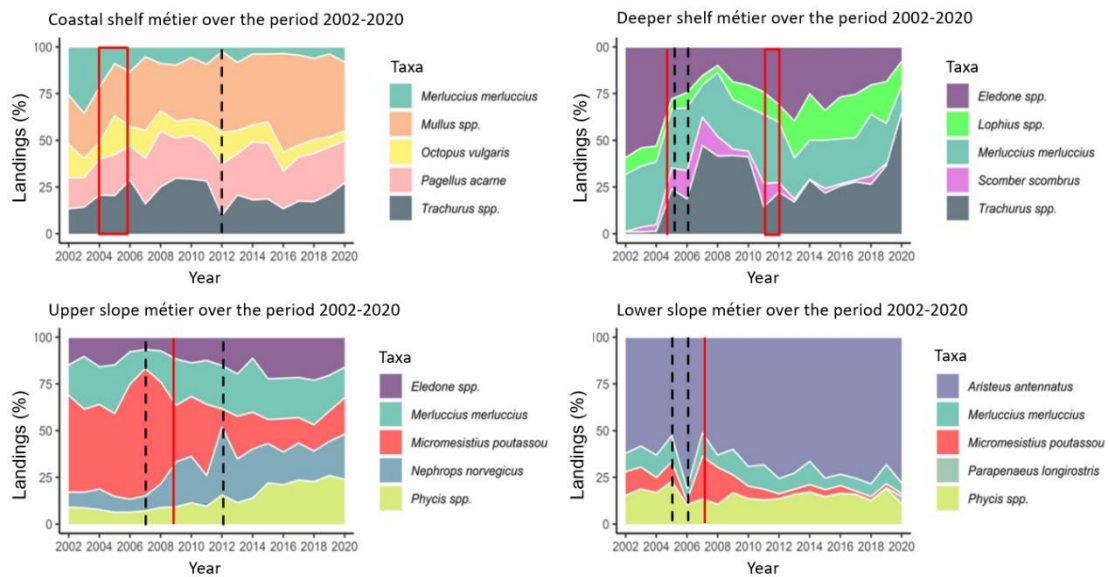 Coastal shelf métier over the period 2002-2020
100
75
50
25
0
Landings (%)
2002 2004 2006 2008 2010 2012 2014 2016 2018 2020
Year
Taxa
Merluccius merluccius
Mullus spp.
Octopus vulgaris
Pagellus acarne
Trachurus spp.
Deeper shelf métier over the period 2002-2020
00
75
50
25
0
Landings (%)
2002 2004 2006 2008 2010 2012 2014 2016 2018 2020
Year
Taxa
Eledone spp.
Lophius spp.
Merluccius merluccius
Scomber scombrus
Trachurus spp.
Upper slope métier over the period 2002-2020
100
75
50
25
0
Landings (%)
2002 2004 2006 2008 2010 2012 2014 2016 2018 2020
Year
Taxa
Eledone spp.
Merluccius merluccius
Micromesistius poutassou
Nephrops norvegicus
Phycis spp.
Lower slope métier over the period 2002-2020
100
75
50
25
0
Landings (%)
2002 2004 2006 2008 2010 2012 2014 2016 2018 2020
Year
Taxa
Aristeus antennatus
Merluccius merluccius
Micromesistius poutassou
Parapenaeus longirostris
Phycis spp.